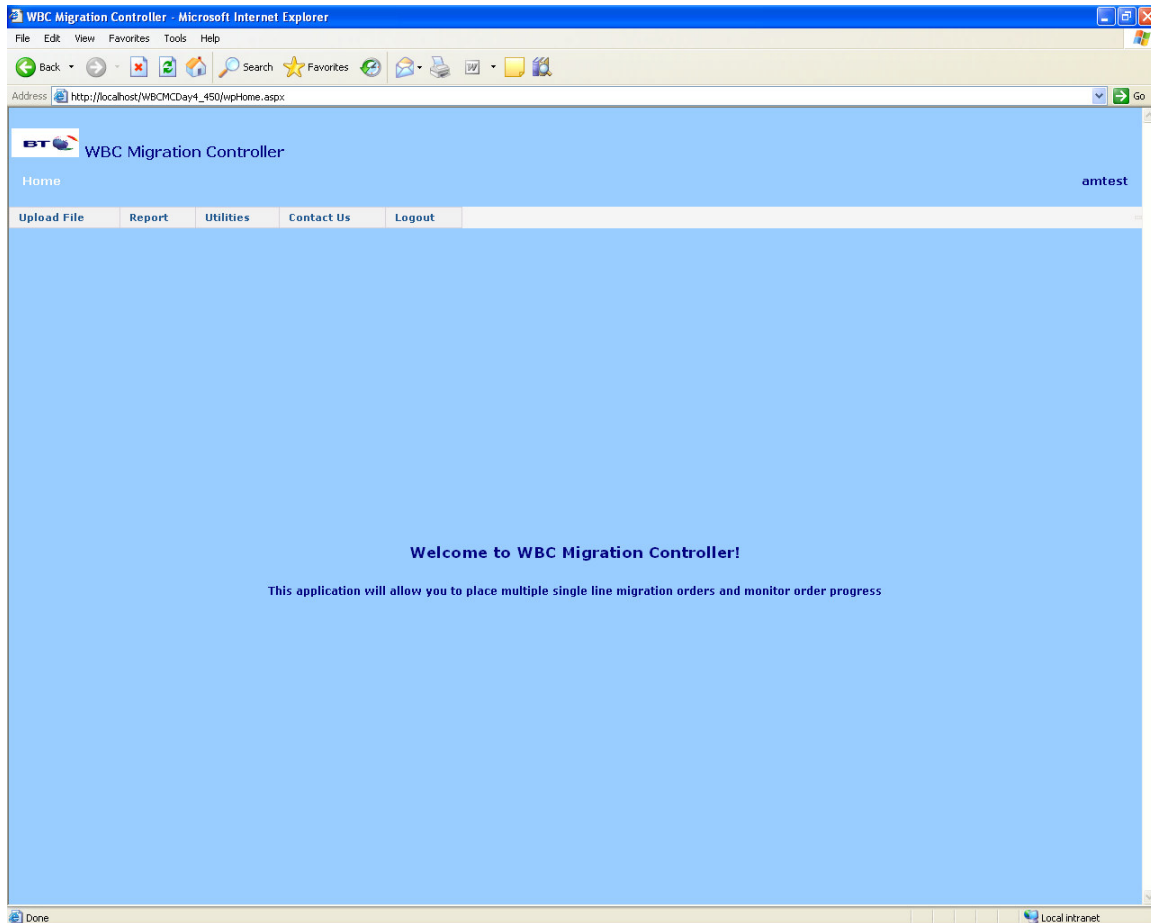 WBC Migration Controller - Microsoft Internet Explorer
File Edit View Favorites Tools Help
Back Search Favorites
Address http://localhost/WBCMCDay4_450/wpHome.aspx Go
BT WBC Migration Controller
Home amtest
Upload File Report Utilities Contact Us Logout
Welcome to WBC Migration Controller!
This application will allow you to place multiple single line migration orders and monitor order progress
Done Local intranet